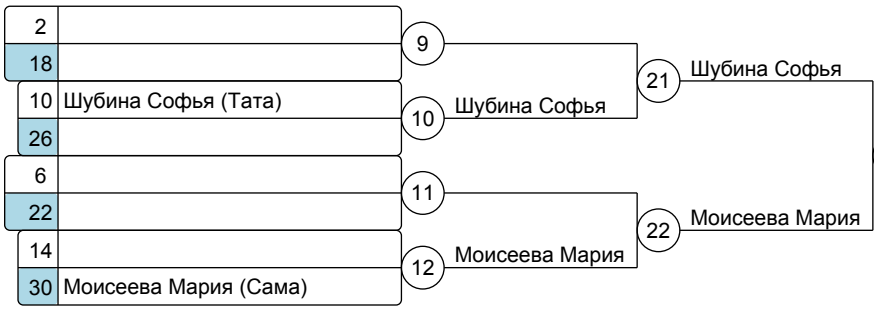 2
9
18
21 Шубина Софья
10 Шубина Софья (Тата)
10 Шубина Софья
26
6
11
22
22 Моисеева Мария
14
12 Моисеева Мария
30 Моисеева Мария (Сама)